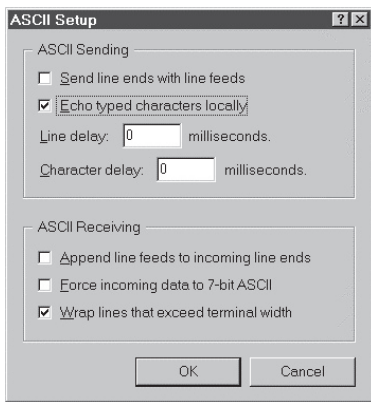 ASCII Setup
ASCII Sending
Send line ends with line feeds
Echo typed characters locally
Line delay: 0 milliseconds.
Character delay: 0 milliseconds.
ASCII Receiving
Append line feeds to incoming line ends
Force incoming data to 7-bit ASCII
Wrap lines that exceed terminal width
OK Cancel